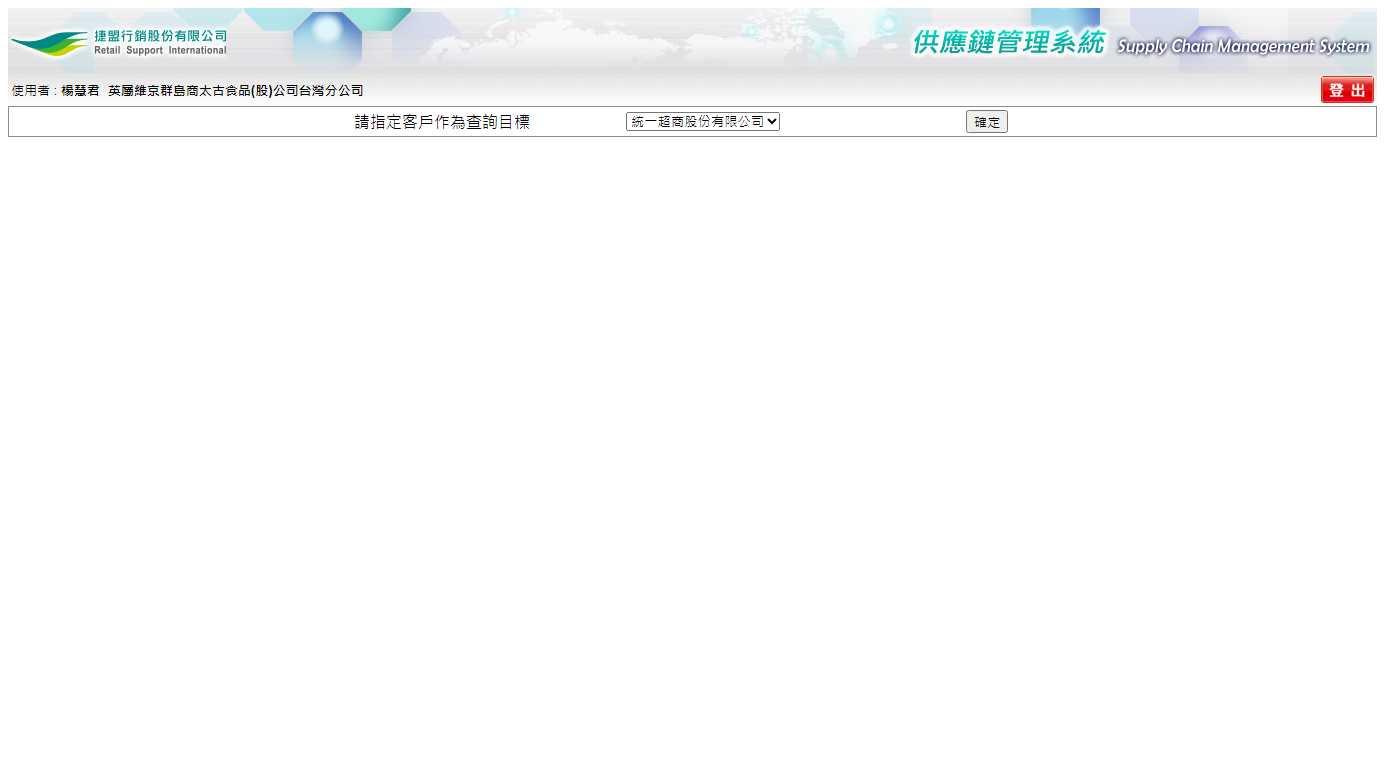 捷盟行銷股份有限公司
Retail Support International
供應鏈管理系統 Supply Chain Management System
使用者 : 楊慧君 英屬維京群島商太古食品(股)公司台灣分公司
登出
請指定客戶作為查詢目標 統一超商股份有限公司 確定